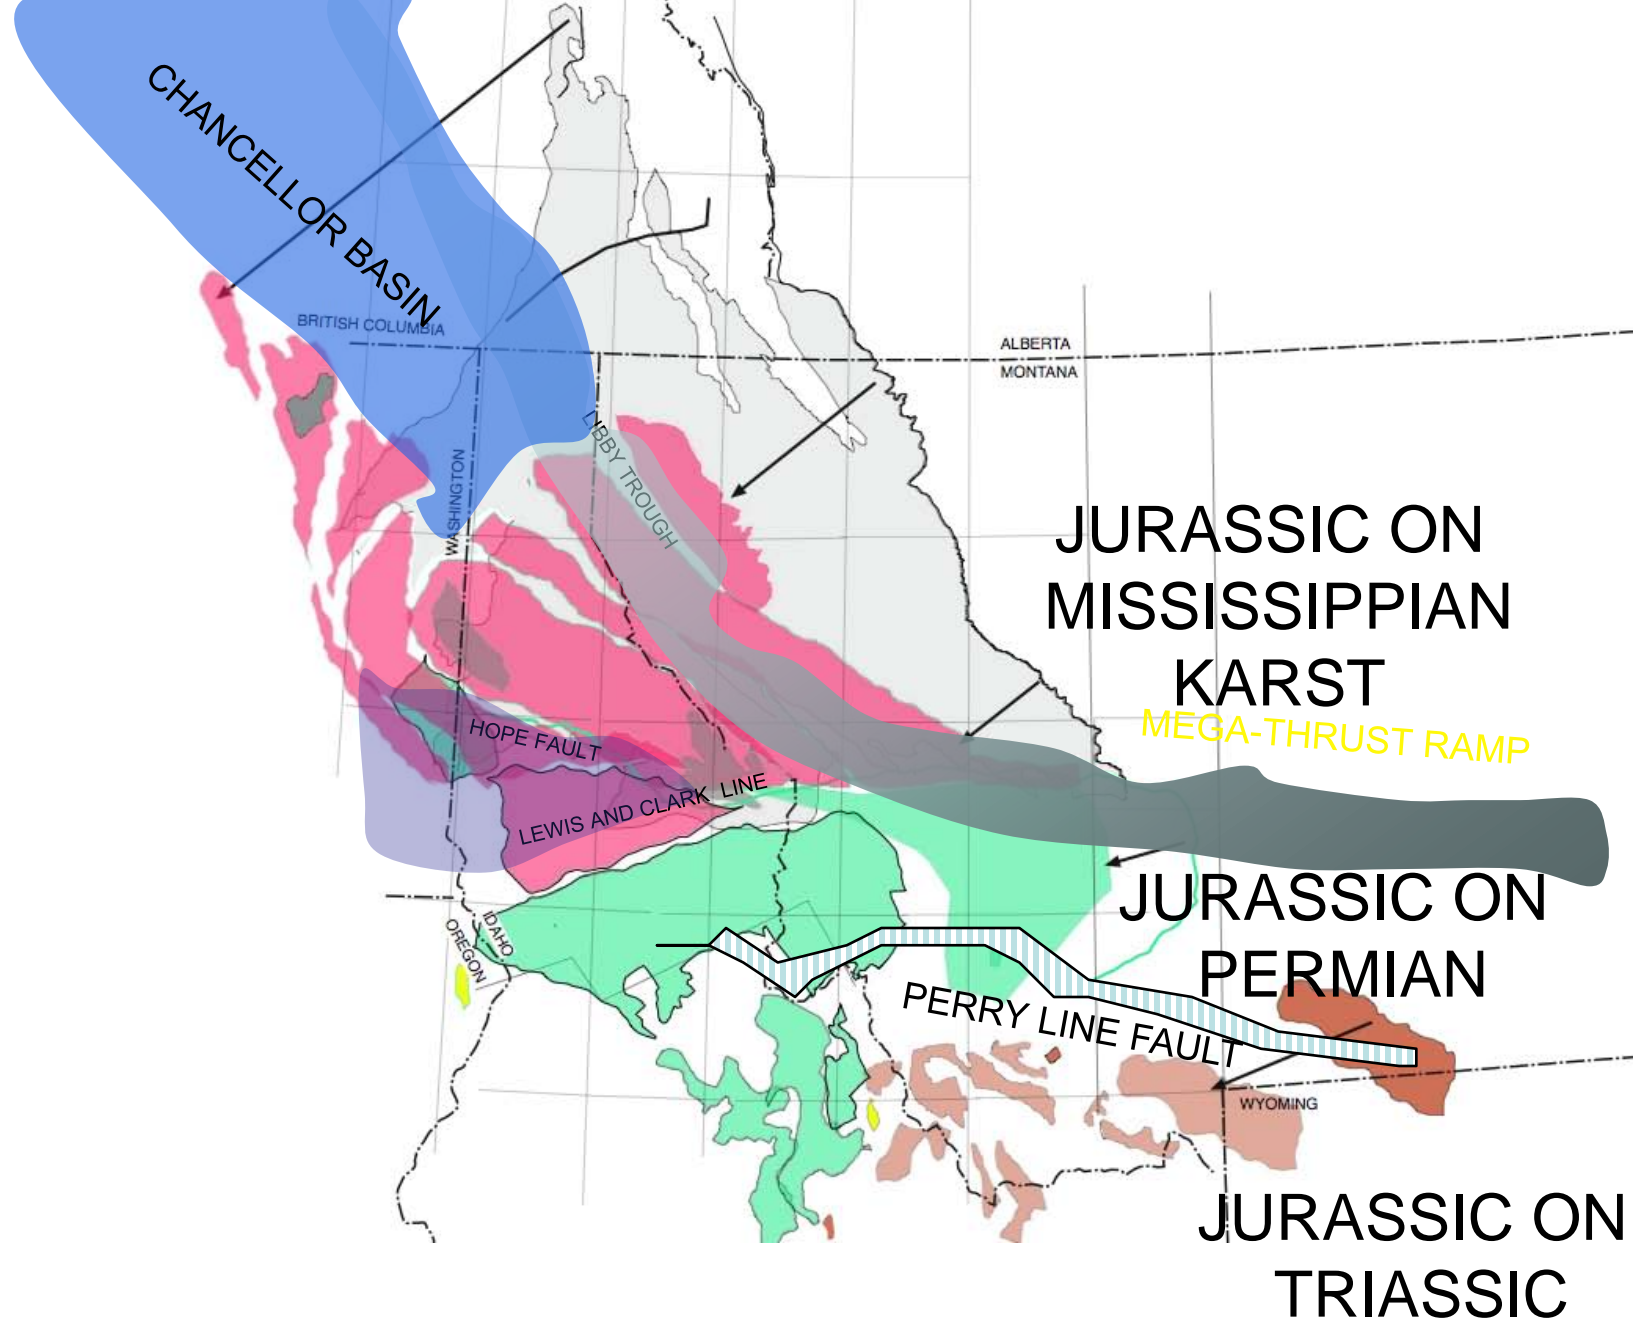 CHANCELLOR BASIN
BRITISH COLUMBIA
ALBERTA
MONTANA
LIBBY TROUGH
WASHINGTON
JURASSIC ON
MISSISSIPPIAN
KARST
MEGA-THRUST RAMP
HOPE FAULT
LEWIS AND CLARK LINE
JURASSIC ON
PERMIAN
IDAHO
OREGON
PERRY LINE FAULT
WYOMING
JURASSIC ON
TRIASSIC